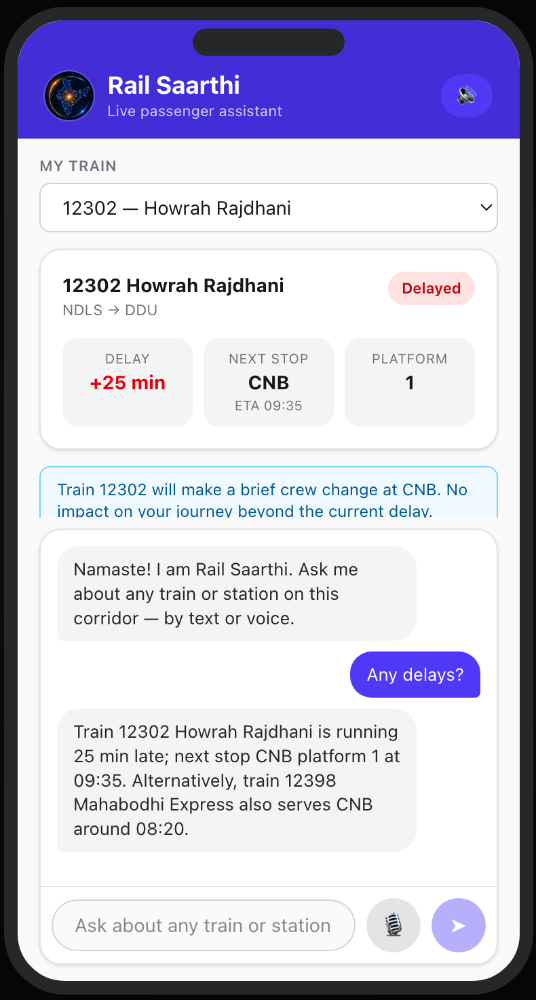 Rail Saarthi
Live passenger assistant
MY TRAIN
12302 — Howrah Rajdhani
12302 Howrah Rajdhani
Delayed
NDLS → DDU
DELAY
+25 min
NEXT STOP
CNB
ETA 09:35
PLATFORM
1
Train 12302 will make a brief crew change at CNB. No
impact on your journey beyond the current delay.
Namaste! I am Rail Saarthi. Ask me
about any train or station on this
corridor — by text or voice.
Any delays?
Train 12302 Howrah Rajdhani is running
25 min late; next stop CNB platform 1 at
09:35. Alternatively, train 12398
Mahabodhi Express also serves CNB
around 08:20.
Ask about any train or station